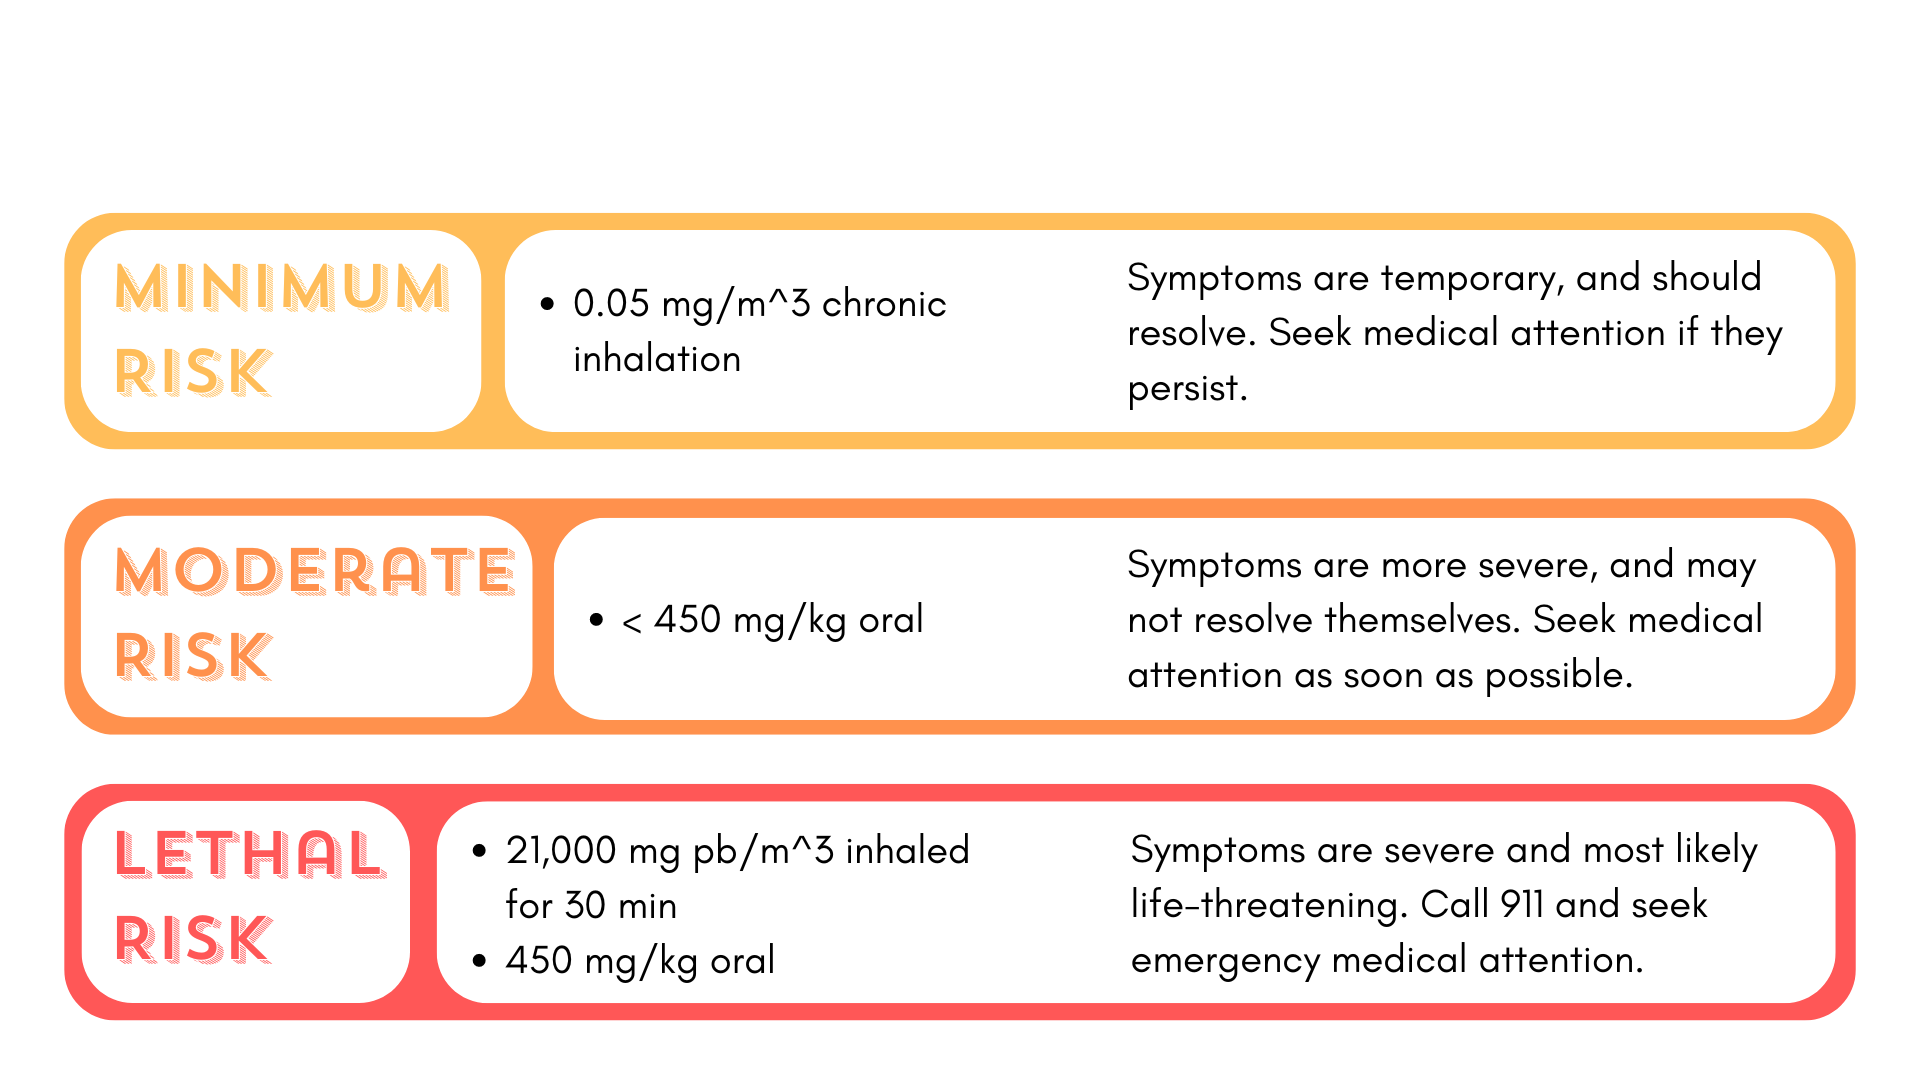 MINIMUM
RISK
• 0.05 mg/m^3 chronic
inhalation
Symptoms are temporary, and should
resolve. Seek medical attention if they
persist.
MODERATE
RISK
• < 450 mg/kg oral
Symptoms are more severe, and may
not resolve themselves. Seek medical
attention as soon as possible.
LETHAL
RISK
• 21,000 mg pb/m^3 inhaled
for 30 min
• 450 mg/kg oral
Symptoms are severe and most likely
life-threatening. Call 911 and seek
emergency medical attention.